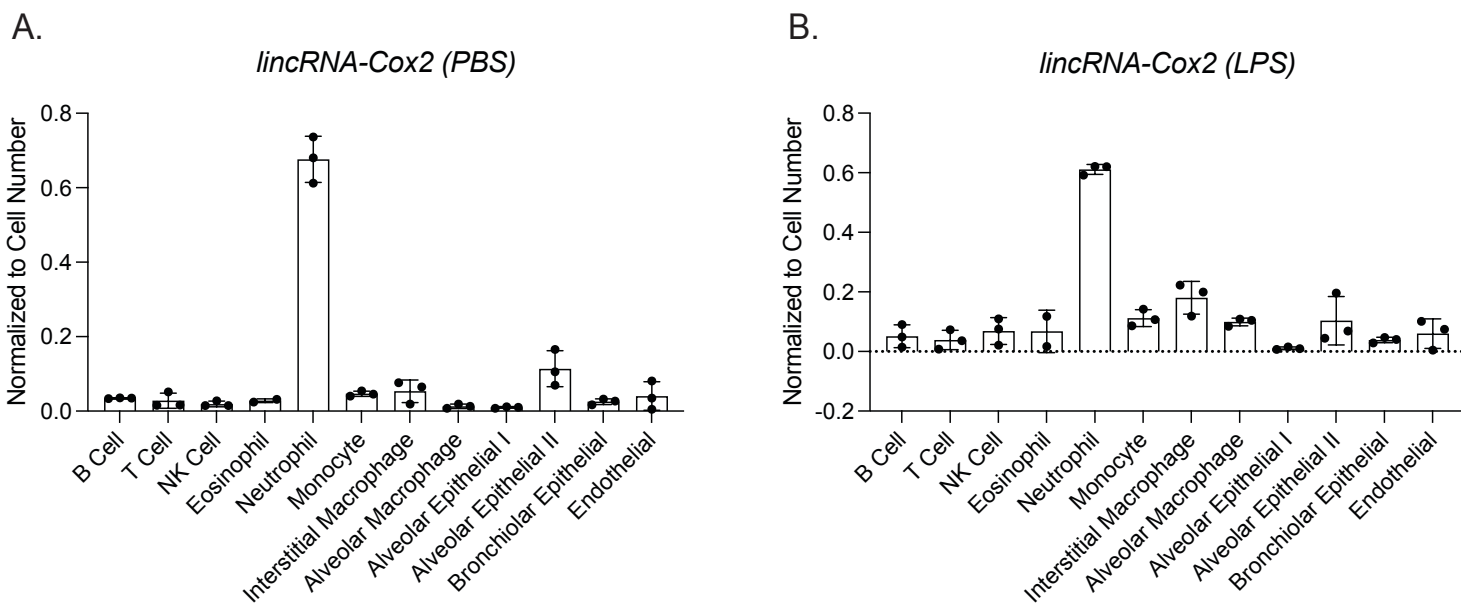 A.
lincRNA-Cox2 (PBS)
Normalized to Cell Number
0.8
0.6
0.4
0.2
0.0
B Cell
T Cell
NK Cell
Eosinophil
Neutrophil
Monocyte
Interstitial Macrophage
Alveolar Macrophage
Alveolar Epithelial I
Alveolar Epithelial II
Bronchiolar Epithelial
Endothelial
B.
lincRNA-Cox2 (LPS)
Normalized to Cell Number
0.8
0.6
0.4
0.2
0.0
-0.2
B Cell
T Cell
NK Cell
Eosinophil
Neutrophil
Monocyte
Interstitial Macrophage
Alveolar Macrophage
Alveolar Epithelial I
Alveolar Epithelial II
Bronchiolar Epithelial
Endothelial